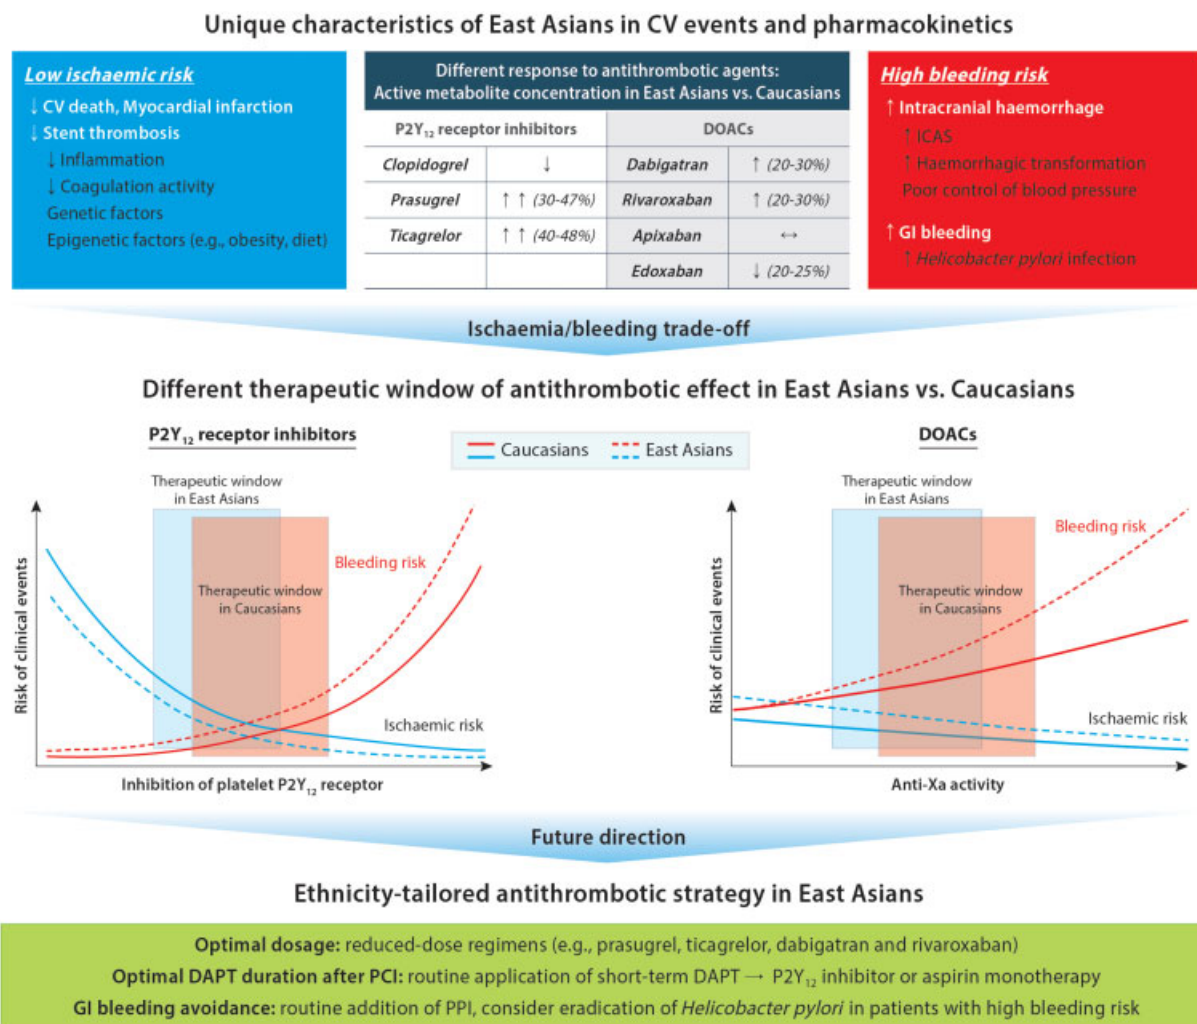 Unique characteristics of East Asians in CV events and pharmacokinetics
Low ischaemic risk
↓ CV death, Myocardial infarction
↓ Stent thrombosis
↓ Inflammation
↓ Coagulation activity
Genetic factors
Epigenetic factors (e.g., obesity, diet)
Different response to antithrombotic agents:
Active metabolite concentration in East Asians vs. Caucasians
P2Y₁₂ receptor inhibitors DOACs
Clopidogrel ↓ Dabigatran ↑ (20-30%)
Prasugrel ↑ ↑ (30-47%) Rivaroxaban ↑ (20-30%)
Ticagrelor ↑ ↑ (40-48%) Apixaban ↔
Edoxaban ↓ (20-25%)
High bleeding risk
↑ Intracranial haemorrhage
↑ ICAS
↑ Haemorrhagic transformation
Poor control of blood pressure
↑ GI bleeding
↑ Helicobacter pylori infection
Ischaemia/bleeding trade-off
Different therapeutic window of antithrombotic effect in East Asians vs. Caucasians
P2Y₁₂ receptor inhibitors
Caucasians East Asians
DOACs
Therapeutic window
in East Asians
Bleeding risk
Therapeutic window
in Caucasians
Ischaemic risk
Risk of clinical events
Inhibition of platelet P2Y₁₂ receptor
Therapeutic window
in East Asians
Bleeding risk
Therapeutic window
in Caucasians
Ischaemic risk
Risk of clinical events
Anti-Xa activity
Future direction
Ethnicity-tailored antithrombotic strategy in East Asians
Optimal dosage: reduced-dose regimens (e.g., prasugrel, ticagrelor, dabigatran and rivaroxaban)
Optimal DAPT duration after PCI: routine application of short-term DAPT → P2Y₁₂ inhibitor or aspirin monotherapy
GI bleeding avoidance: routine addition of PPI, consider eradication of Helicobacter pylori in patients with high bleeding risk